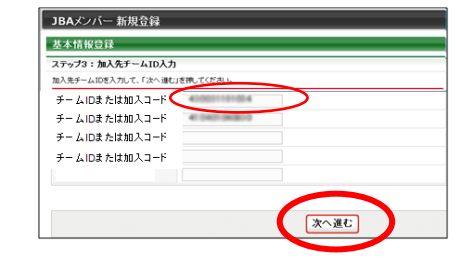 JBAメンバー 新規登録
基本情報登録
ステップ3：加入先チームID入力
加入先チームIDを入力して、「次へ進む」を押してください。
チームIDまたは加入コード
チームIDまたは加入コード
チームIDまたは加入コード
チームIDまたは加入コード
次へ進む